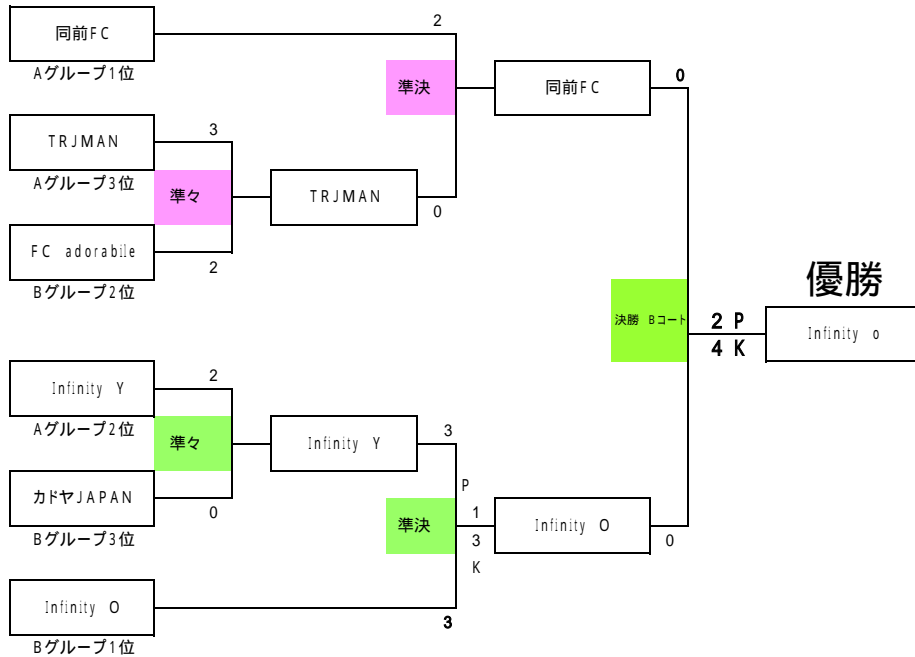 同前FC
Aグループ1位
2
準決
同前FC
0
TRJMAN
Aグループ3位
3
準々
TRJMAN
0
FC adorabile
Bグループ2位
2
優勝
決勝 Bコート
2 P
4 K
Infinity o
Infinity Y
Aグループ2位
2
準々
Infinity Y
3
カドヤJAPAN
Bグループ3位
0
準決
P
1
3
K
Infinity O
0
Infinity O
Bグループ1位
3